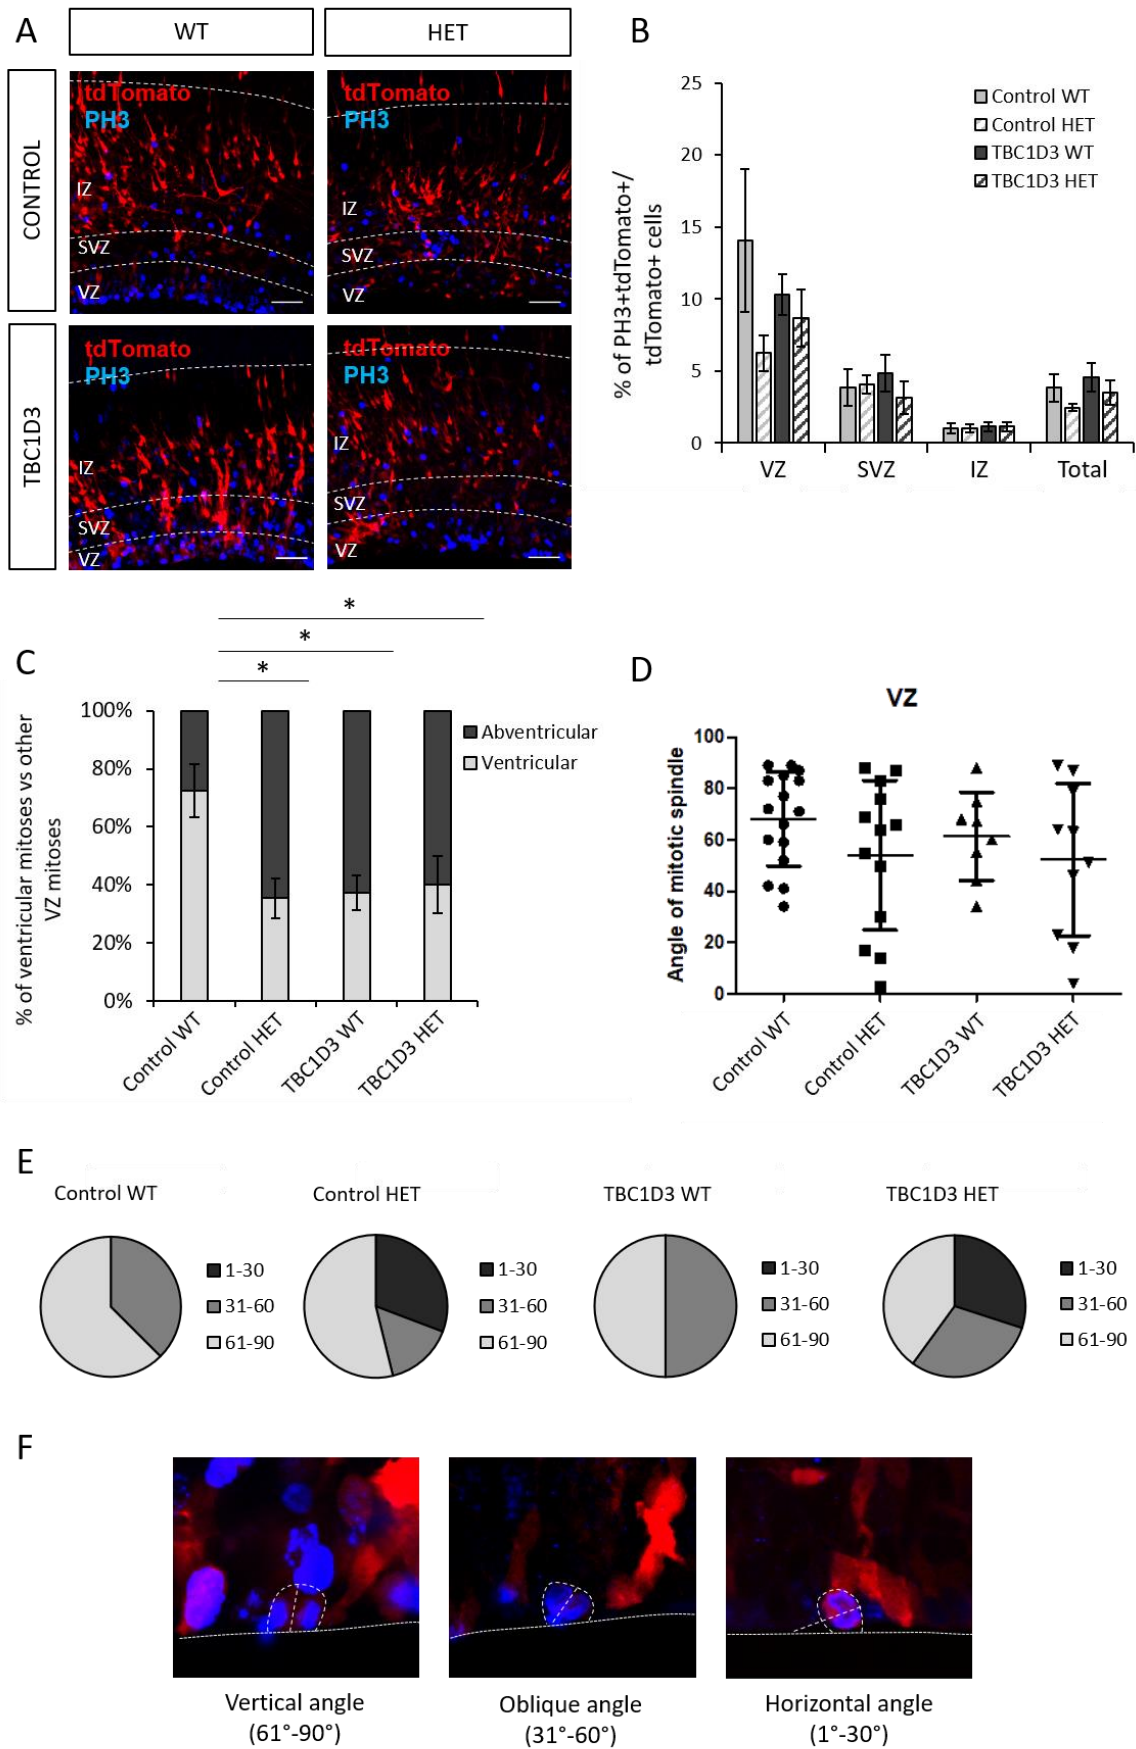 A
WT
HET
CONTROL
TBC1D3
tdTomato
PH3
IZ
SVZ
VZ
tdTomato
PH3
IZ
SVZ
VZ
tdTomato
PH3
IZ
SVZ
VZ
tdTomato
PH3
IZ
SVZ
VZ
B
% of PH3+tdTomato+/
tdTomato+ cells
25
20
15
10
5
0
Control WT
Control HET
TBC1D3 WT
TBC1D3 HET
VZ
SVZ
IZ
Total
C
*
*
*
% of ventricular mitoses vs other
VZ mitoses
100%
80%
60%
40%
20%
0%
Abventricular
Ventricular
Control WT
Control HET
TBC1D3 WT
TBC1D3 HET
D
VZ
Angle of mitotic spindle
100
80
60
40
20
0
Control WT
Control HET
TBC1D3 WT
TBC1D3 HET
E
Control WT
1-30
31-60
61-90
Control HET
1-30
31-60
61-90
TBC1D3 WT
1-30
31-60
61-90
TBC1D3 HET
1-30
31-60
61-90
F
Vertical angle
(61°-90°)
Oblique angle
(31°-60°)
Horizontal angle
(1°-30°)